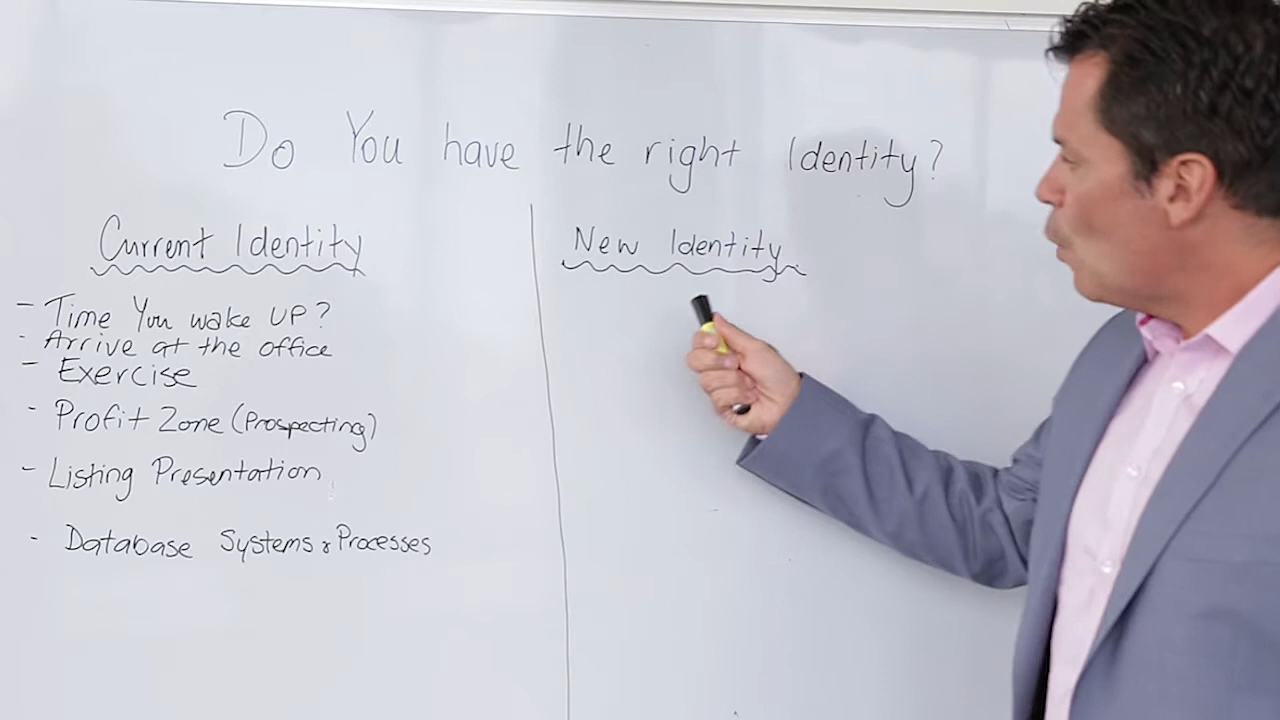 Do You have the right Identity?
Current Identity
- Time You wake UP?
- Arrive at the office
- Exercise
- Profit Zone (Prospecting)
- Listing Presentation
- Database Systems & Processes
New Identity